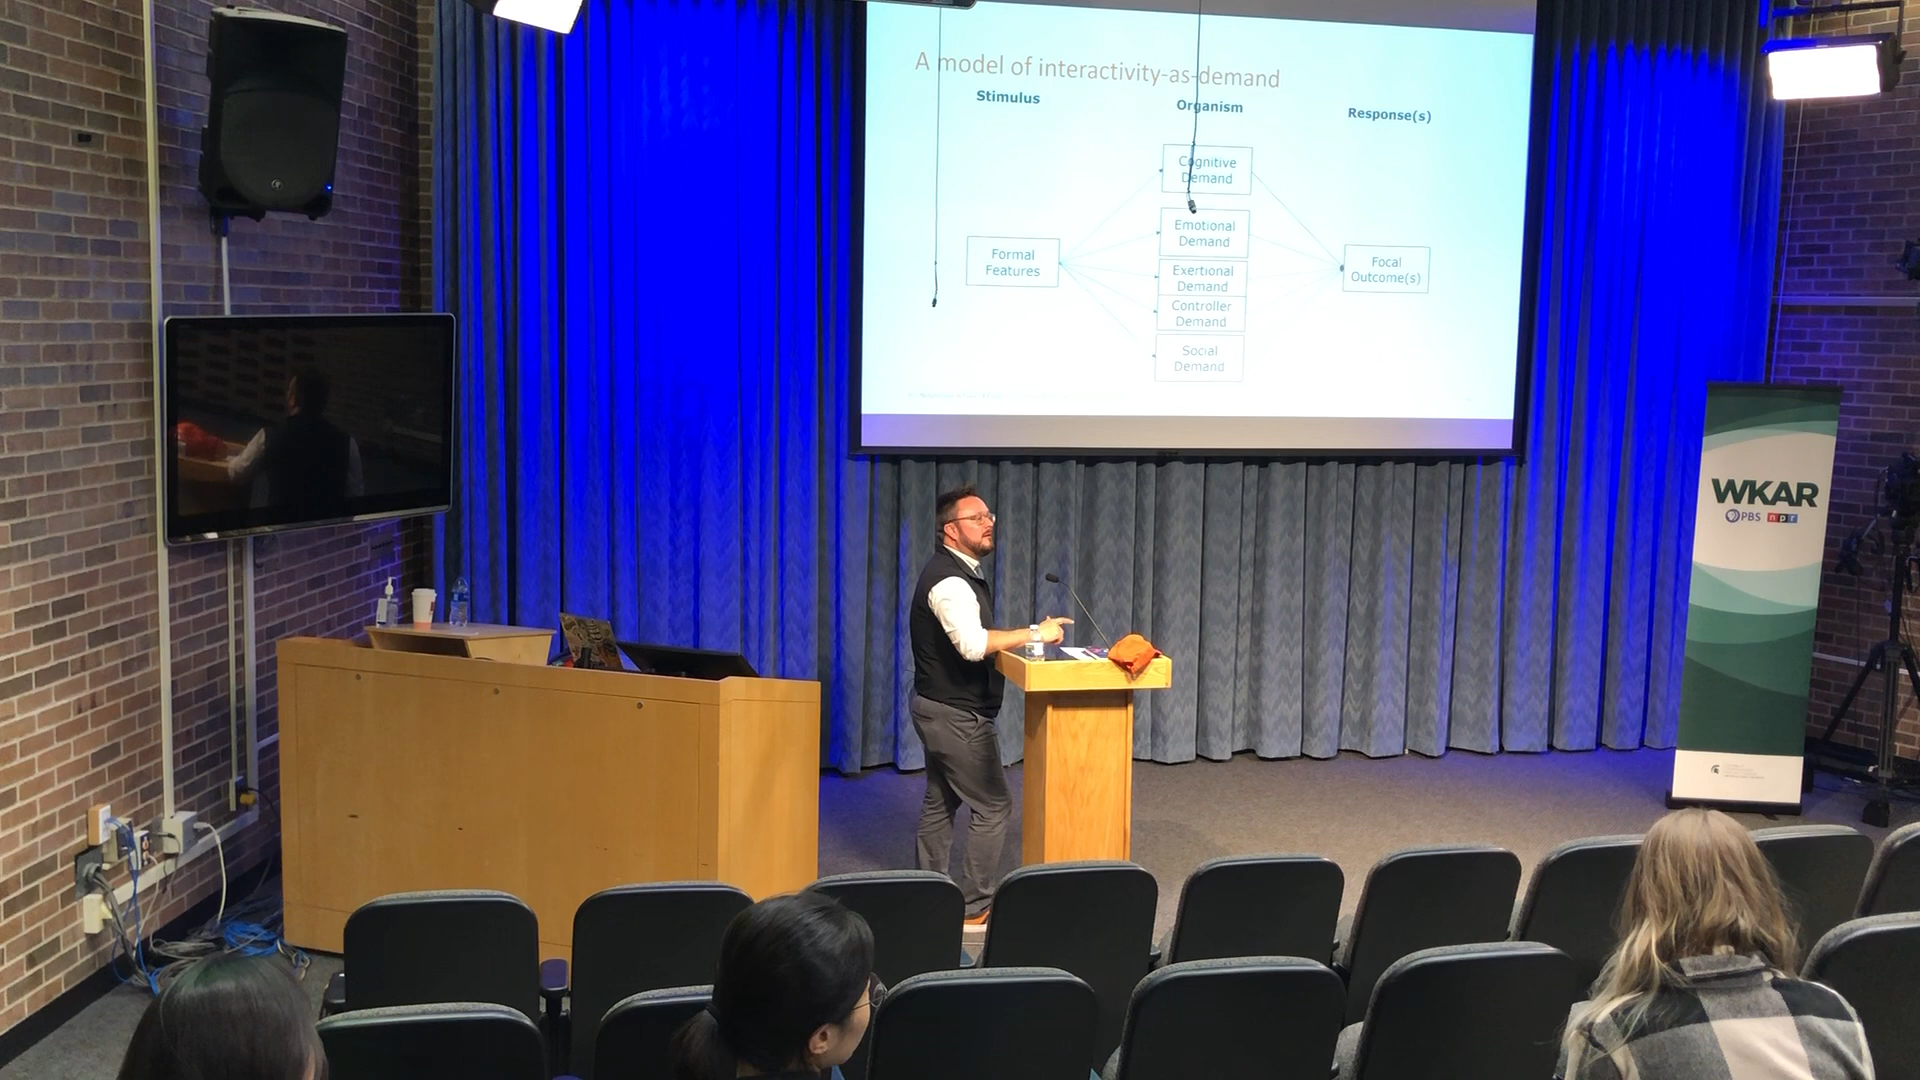 A model of interactivity-as-demand
Stimulus
Organism
Response(s)
Cognitive
Demand
Emotional
Demand
Formal
Features
Exertional
Demand
Controller
Demand
Social
Demand
Focal
Outcome(s)
WKAR
PBS npr